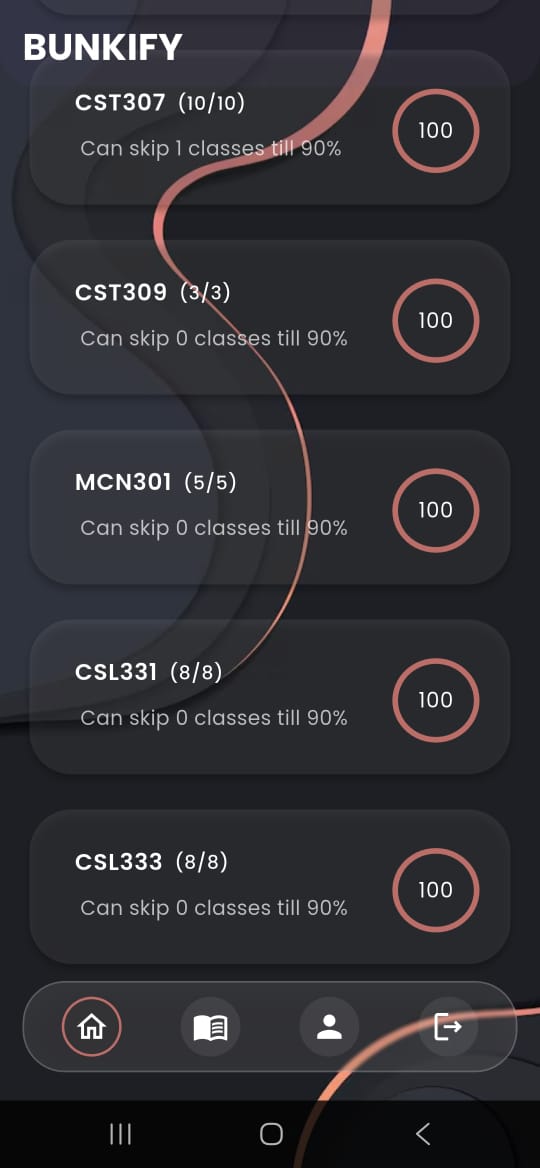 BUNKIFY
CST307 (10/10)
Can skip 1 classes till 90%
100
CST309 (3/3)
Can skip 0 classes till 90%
100
MCN301 (5/5)
Can skip 0 classes till 90%
100
CSL331 (8/8)
Can skip 0 classes till 90%
100
CSL333 (8/8)
Can skip 0 classes till 90%
100